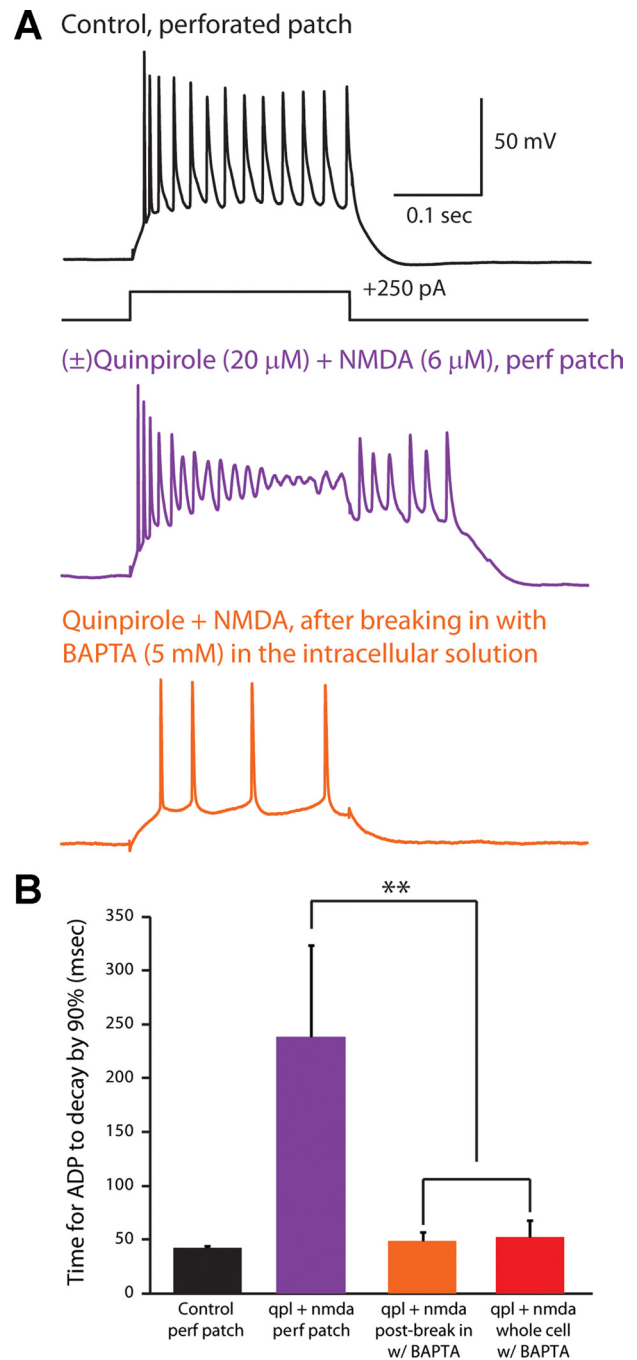 A
Control, perforated patch
50 mV
0.1 sec
+250 pA
(±)Quinpirole (20 μM) + NMDA (6 μM), perf patch
Quinpirole + NMDA, after breaking in with
BAPTA (5 mM) in the intracellular solution
B
**
Time for ADP to decay by 90% (msec)
350
300
250
200
150
100
50
0
Control
perf patch
qpl + nmda
perf patch
qpl + nmda
post-break in
w/ BAPTA
qpl + nmda
whole cell
w/ BAPTA